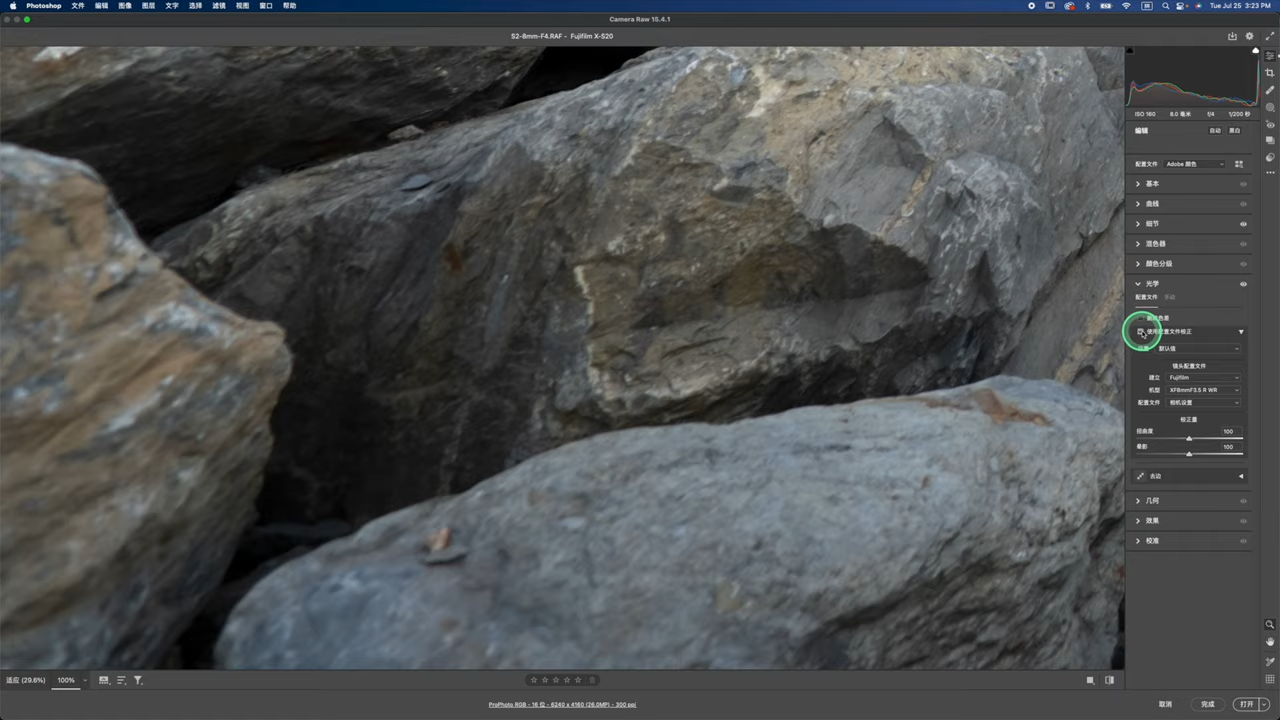 Photoshop 文件 编辑 图像 图层 文字 选择 滤镜 视图 窗口 帮助
Tue Jul 25 3:23 PM
Camera Raw 15.4.1
S2-8mm-F4.RAF - Fujifilm X-S20
ISO 160 8.0 毫米 f/4 1/200 秒
编辑 自动 黑白
配置文件 Adobe 颜色
基本
曲线
细节
混色器
颜色分级
光学
配置文件 手动
色差
使用配置文件校正
默认值
镜头配置文件
建立 Fujifilm
机型 XF8mmF3.5 R WR
配置文件 相机设置
校正量
扭曲度 100
晕影 100
去边
几何
效果
校准
适应 (29.6%) 100%
ProPhoto RGB - 16 位 - 6240 x 4160 (26.0MP) - 300 ppi
取消 完成 打开